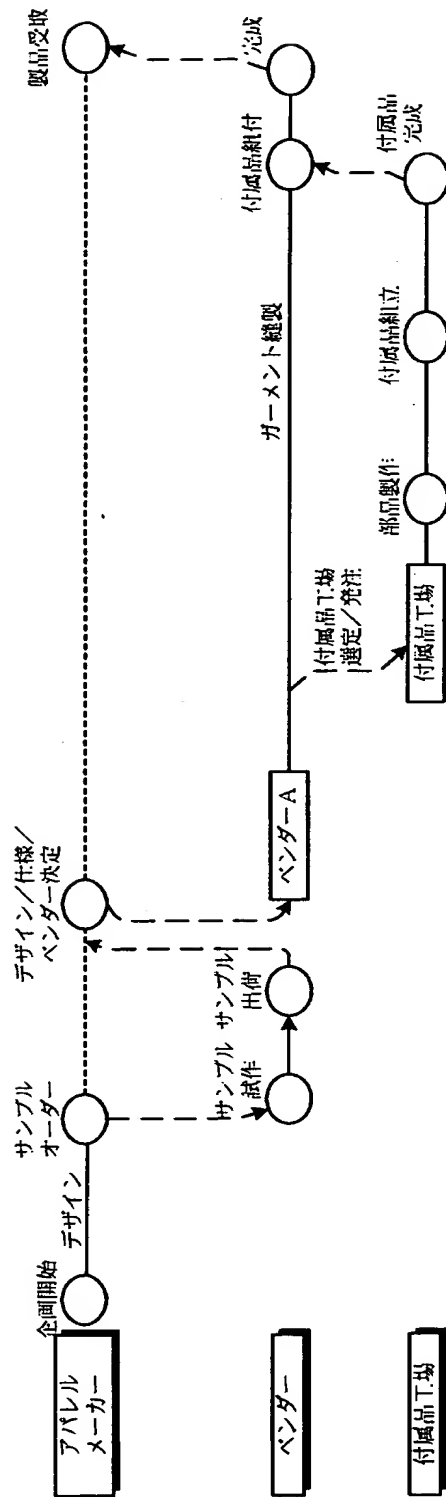 アパレル
メーカー
企画開始
デザイン
サンプル
オーダー
デザイン／仕様／
ベンダー決定
製品受取
ベンダー
サンプル
試作
サンプル
出荷
ベンダーA
ガーメント縫製
付属品組付
完成
付属品工場
選定／発注
付属品工場
付属品工場
部品製作
付属品組立
付属品
完成